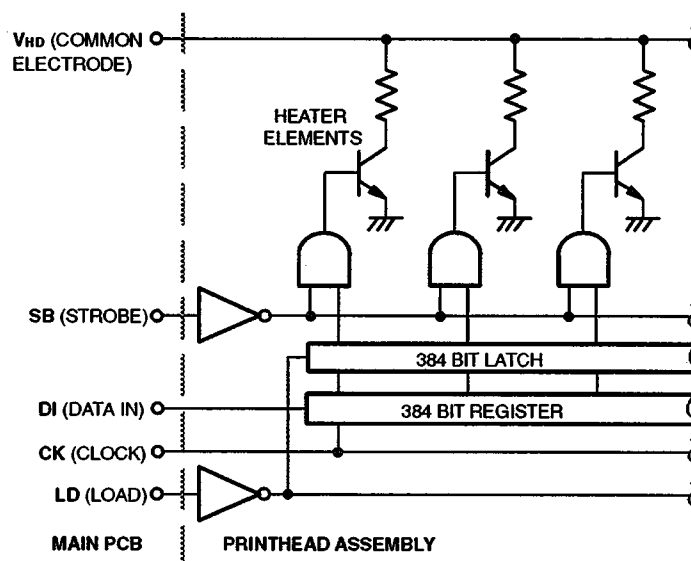 VHD (COMMON
ELECTRODE)
HEATER
ELEMENTS
SB (STROBE)
384 BIT LATCH
DI (DATA IN)
384 BIT REGISTER
CK (CLOCK)
LD (LOAD)
MAIN PCB
PRINTHEAD ASSEMBLY